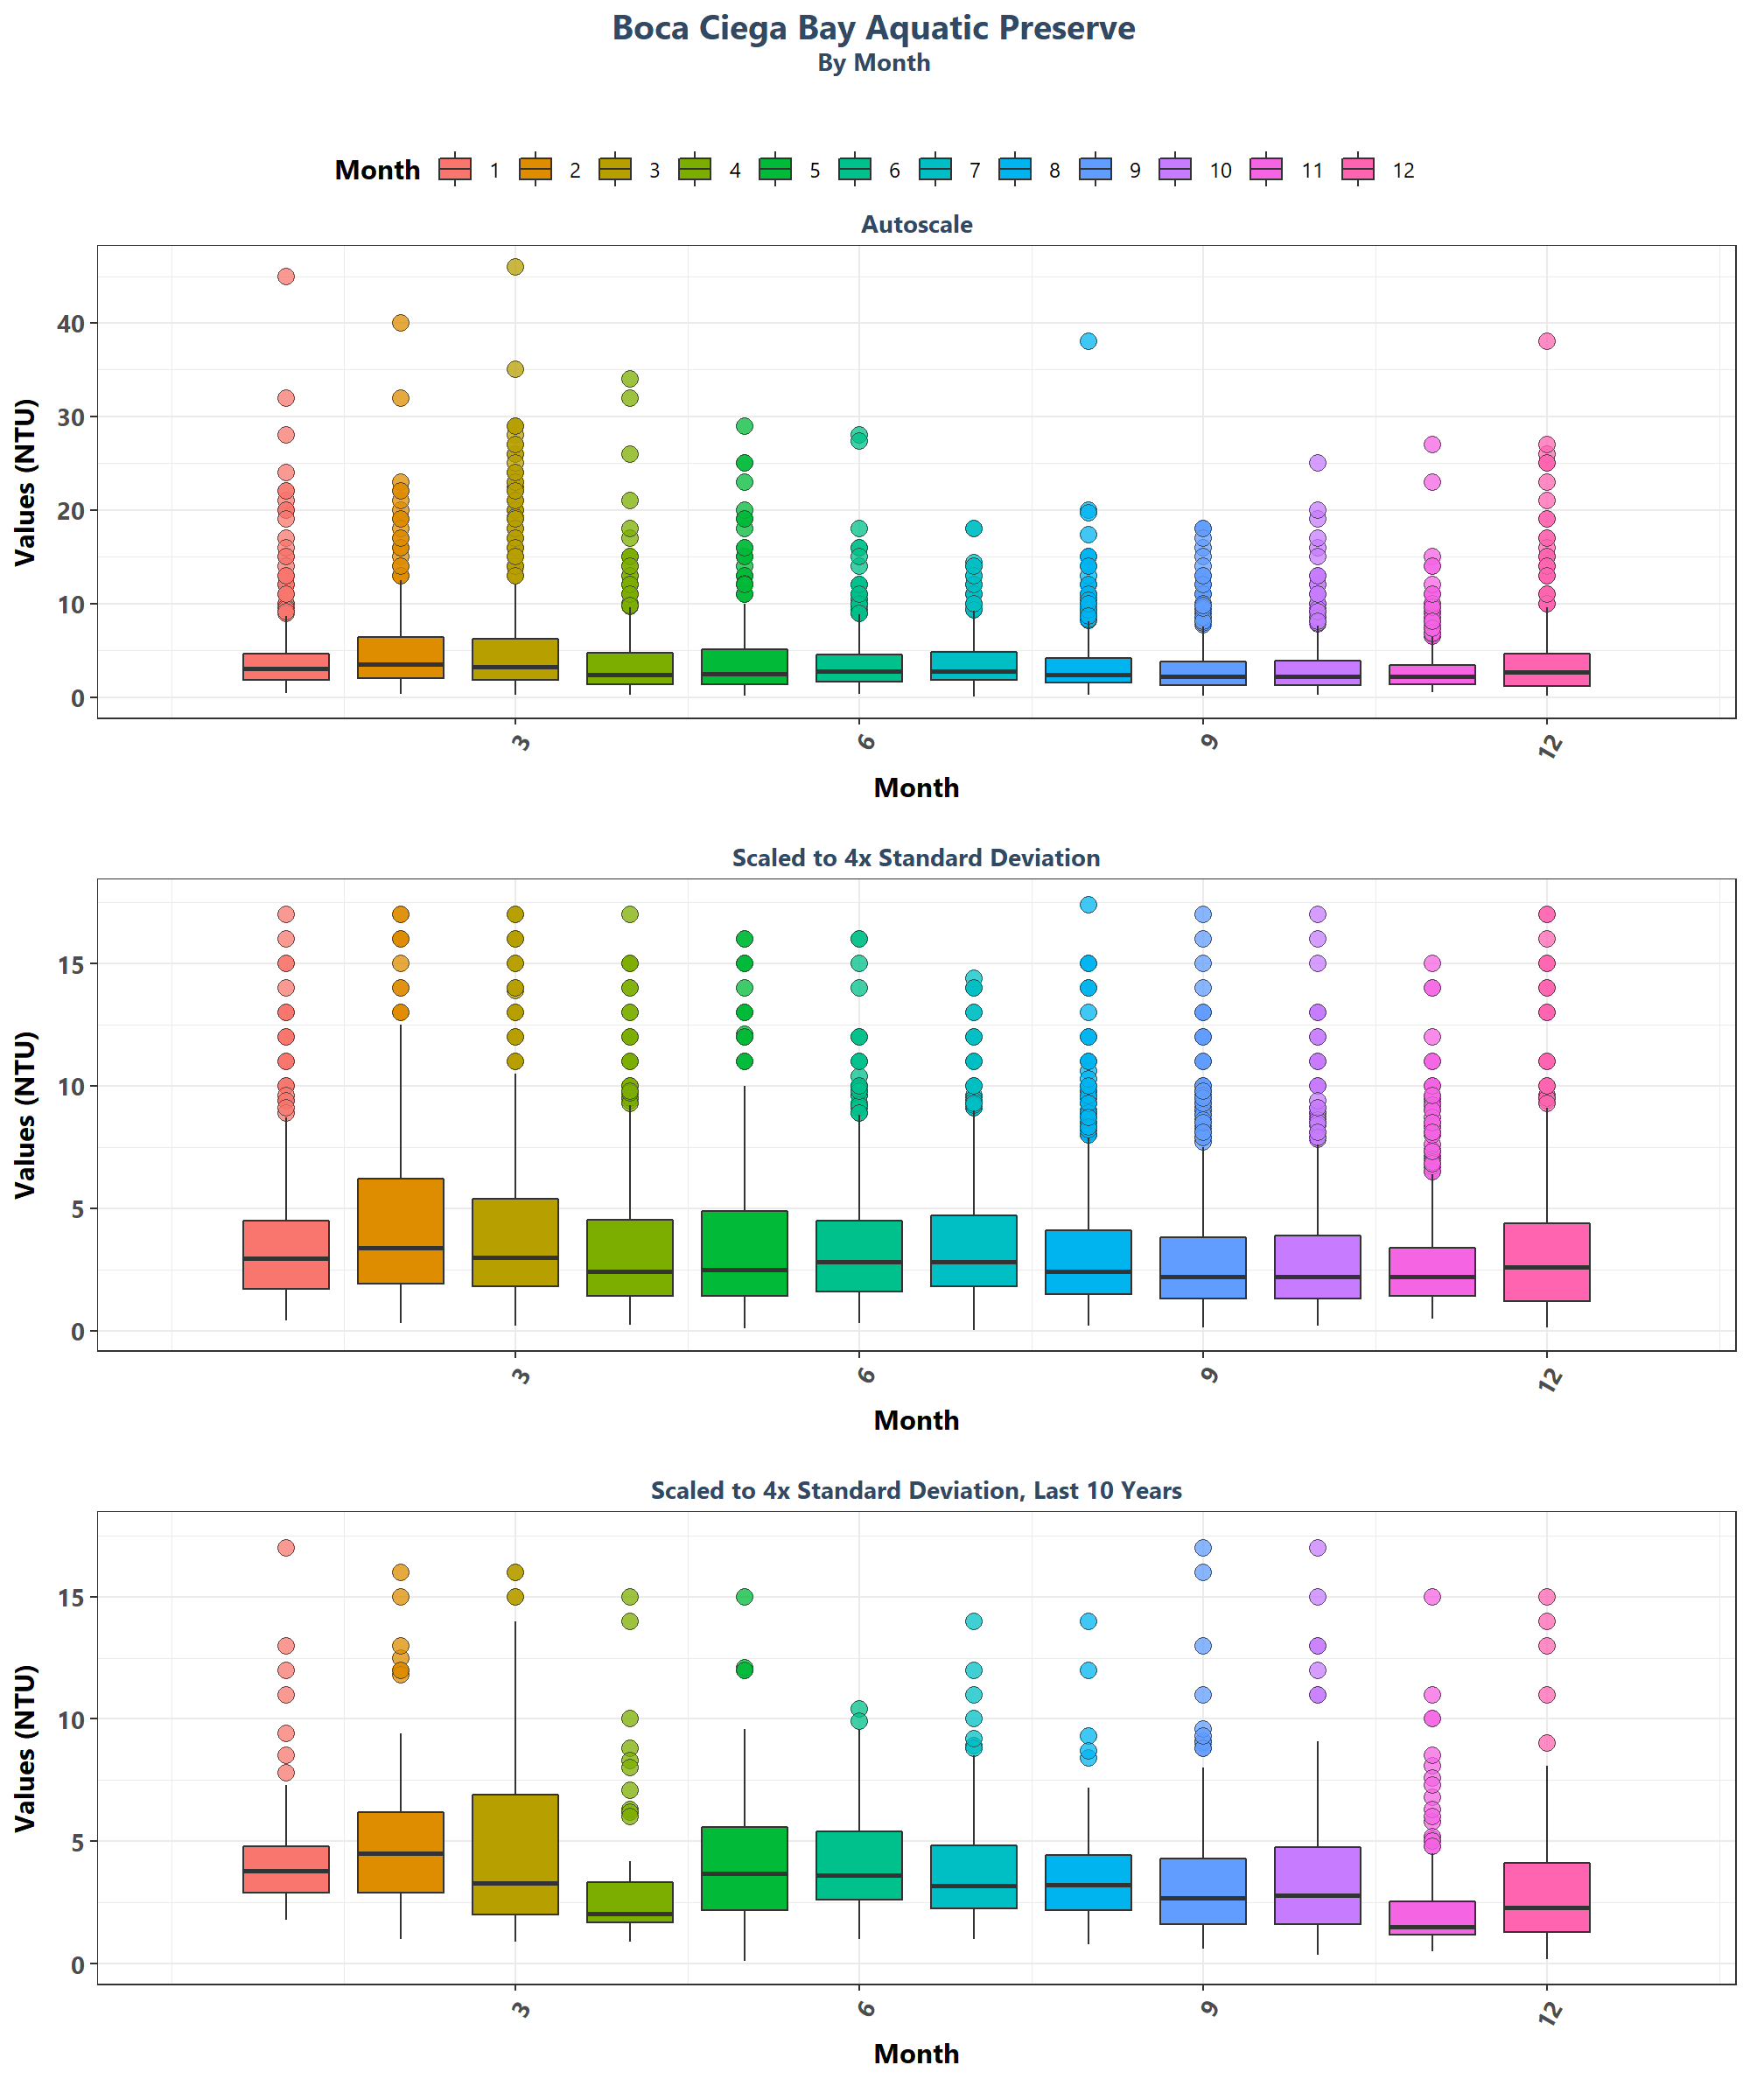 Boca Ciega Bay Aquatic Preserve
By Month
Month 1 2 3 4 5 6 7 8 9 10 11 12
Autoscale
Values (NTU)
40
30
20
10
0
3 6 9 12
Month
Scaled to 4x Standard Deviation
Values (NTU)
15
10
5
0
3 6 9 12
Month
Scaled to 4x Standard Deviation, Last 10 Years
Values (NTU)
15
10
5
0
3 6 9 12
Month